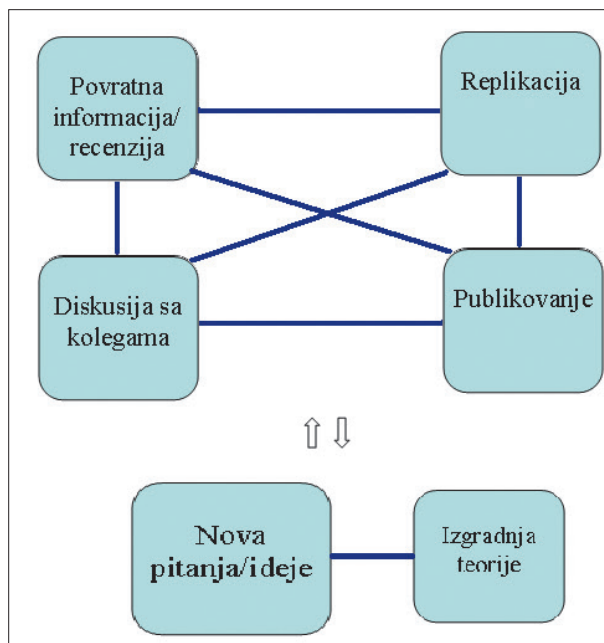 Povratna
informacija/
recenzija
Replikacija
Diskusija sa
kolegama
Publikovanje
Nova
pitanja/ideje
Izgradnja
teorije